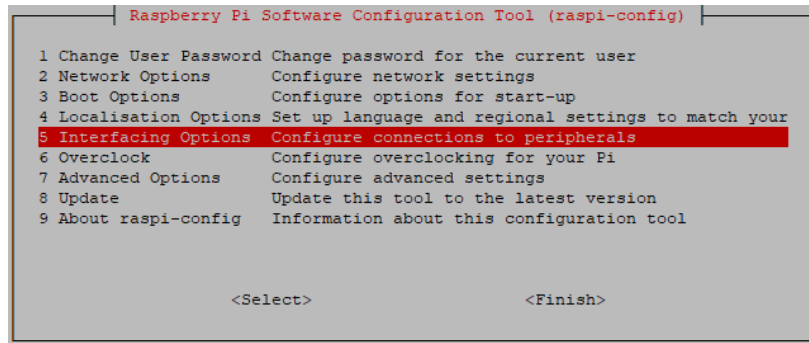 Raspberry Pi Software Configuration Tool (raspi-config)
1 Change User Password Change password for the current user
2 Network Options Configure network settings
3 Boot Options Configure options for start-up
4 Localisation Options Set up language and regional settings to match your
5 Interfacing Options Configure connections to peripherals
6 Overclock Configure overclocking for your Pi
7 Advanced Options Configure advanced settings
8 Update Update this tool to the latest version
9 About raspi-config Information about this configuration tool
<Select> <Finish>